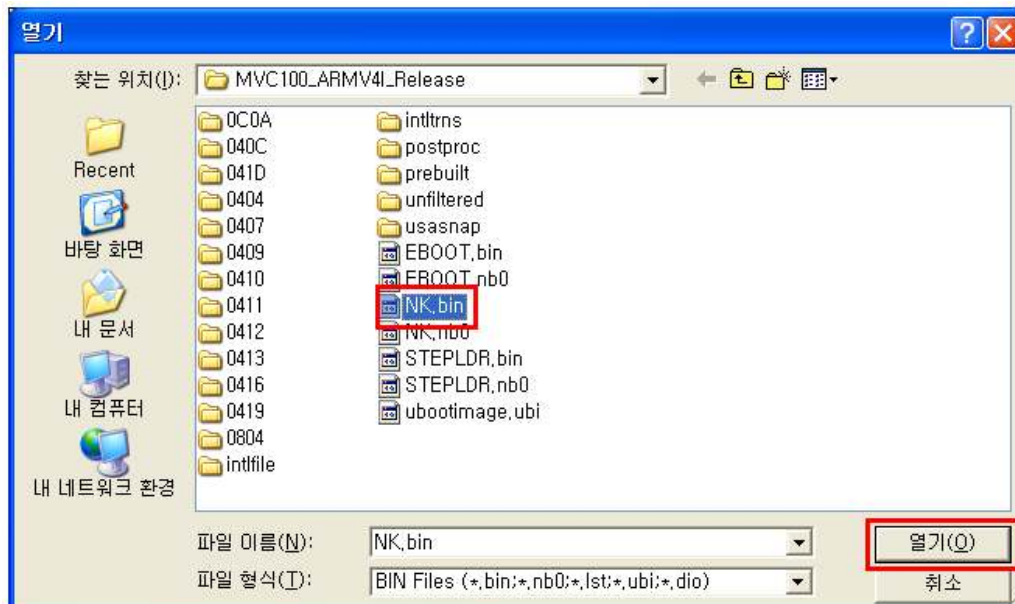 열기
찾는 위치(I): MVC100_ARMV4I_Release
Recent
바탕 화면
내 문서
내 컴퓨터
내 네트워크 환경
0C0A
040C
041D
0404
0407
0409
0410
0411
0412
0413
0416
0419
0804
intlfile
intltrns
postproc
prebuilt
unfiltered
usasnap
EBOOT.bin
EBOOT.nb0
NK.bin
NK.nb0
STEPLDR.bin
STEPLDR.nb0
ubootimage.ubi
파일 이름(N): NK.bin 열기(O)
파일 형식(T): BIN Files (*.bin;*.nb0;*.lst;*.ubi;*.dio) 취소